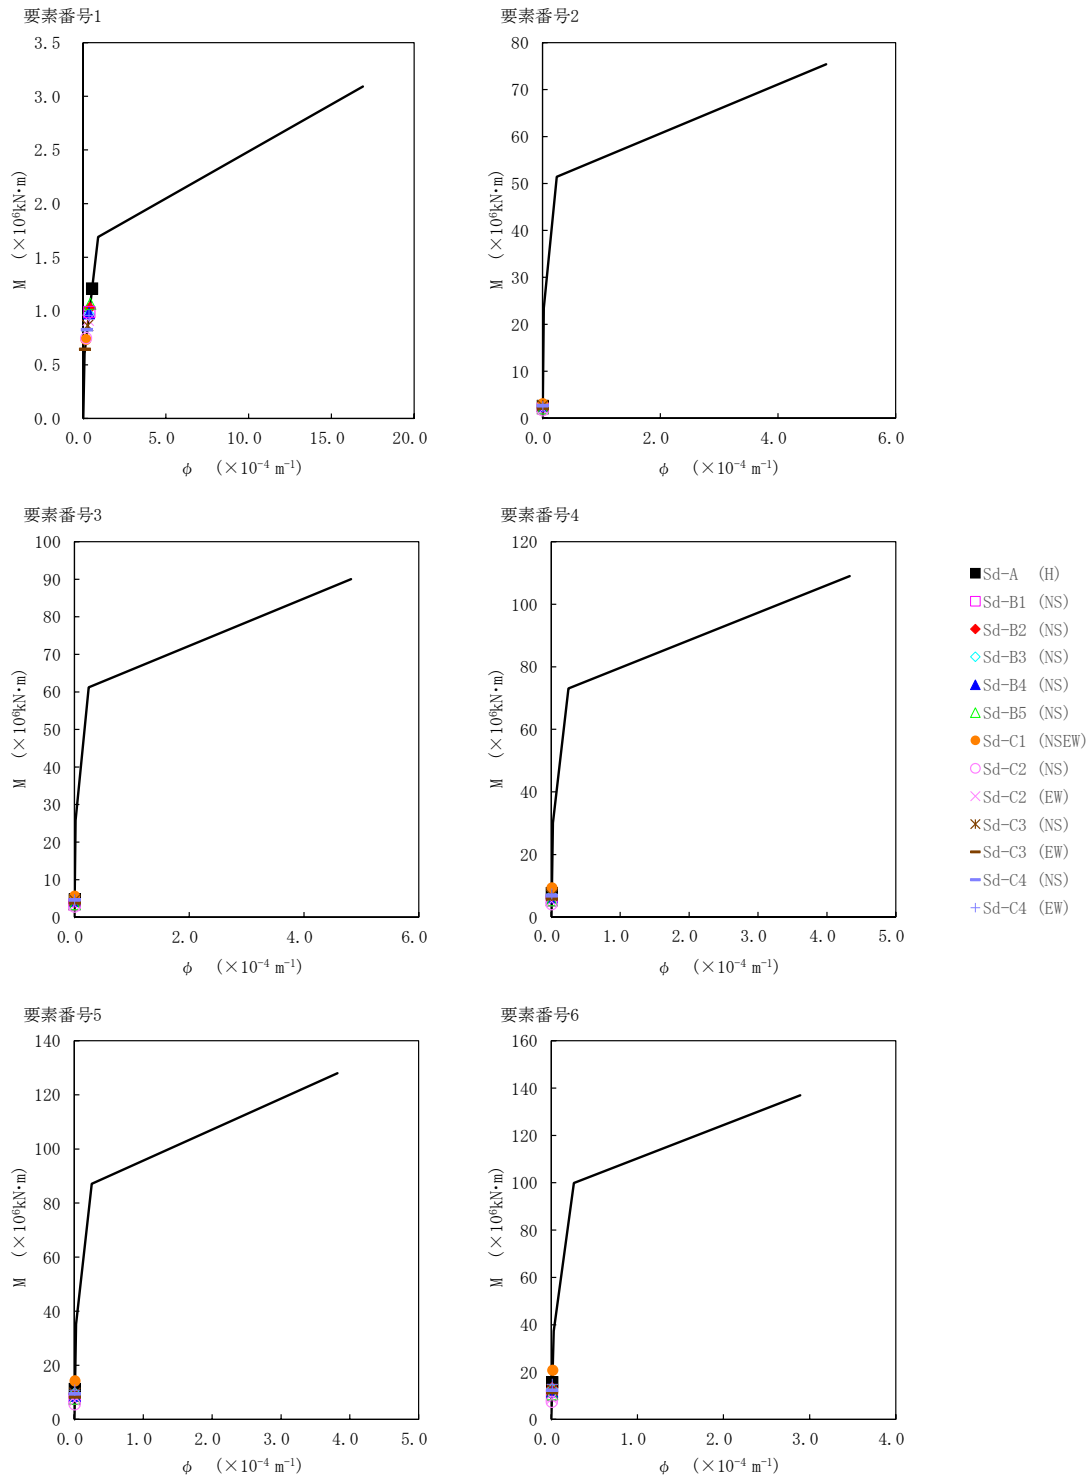 要素番号1
3.5
3.0
2.5
2.0
1.5
1.0
0.5
0.0
M (×10⁶kN・m)
0.0 5.0 10.0 15.0 20.0
φ (×10⁻⁴ m⁻¹)
要素番号2
80
70
60
50
40
30
20
10
0
M (×10⁶kN・m)
0.0 2.0 4.0 6.0
φ (×10⁻⁴ m⁻¹)
要素番号3
100
90
80
70
60
50
40
30
20
10
0
M (×10⁶kN・m)
0.0 2.0 4.0 6.0
φ (×10⁻⁴ m⁻¹)
要素番号4
120
100
80
60
40
20
0
M (×10⁶kN・m)
0.0 1.0 2.0 3.0 4.0 5.0
φ (×10⁻⁴ m⁻¹)
Sd-A (H)
Sd-B1 (NS)
Sd-B2 (NS)
Sd-B3 (NS)
Sd-B4 (NS)
Sd-B5 (NS)
Sd-C1 (NSEW)
Sd-C2 (NS)
Sd-C2 (EW)
Sd-C3 (NS)
Sd-C3 (EW)
Sd-C4 (NS)
Sd-C4 (EW)
要素番号5
140
120
100
80
60
40
20
0
M (×10⁶kN・m)
0.0 1.0 2.0 3.0 4.0 5.0
φ (×10⁻⁴ m⁻¹)
要素番号6
160
140
120
100
80
60
40
20
0
M (×10⁶kN・m)
0.0 1.0 2.0 3.0 4.0
φ (×10⁻⁴ m⁻¹)